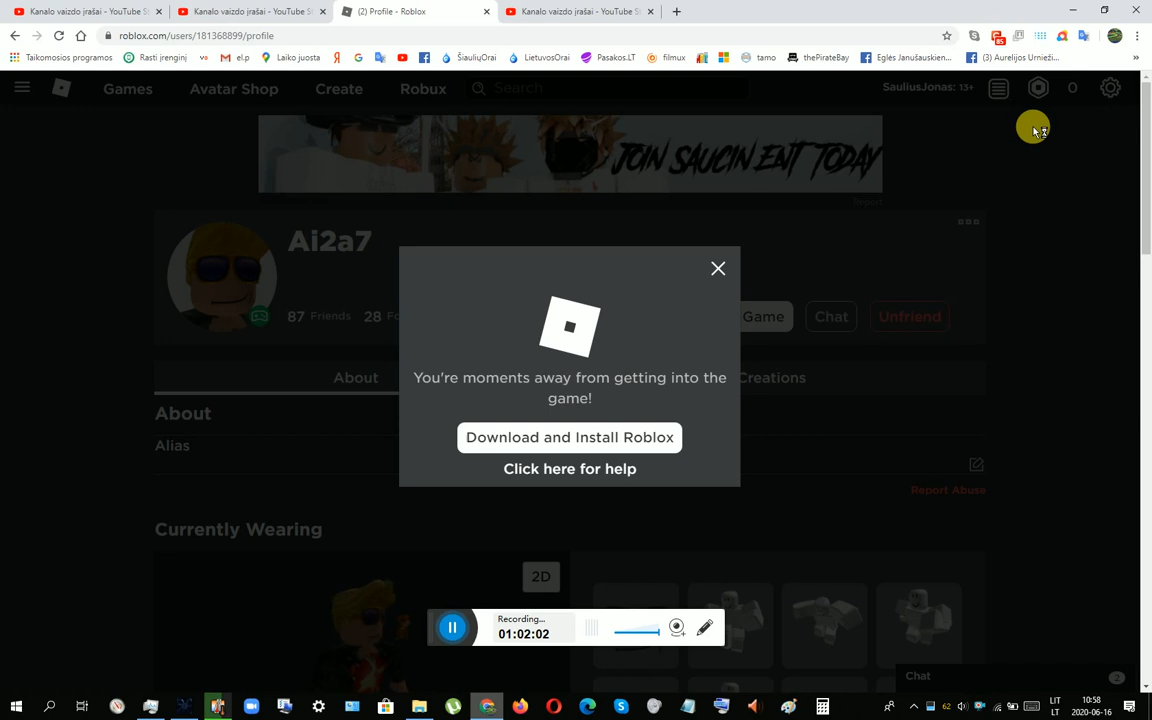 Kanalo vaizdo įrašai - YouTube St
Kanalo vaizdo įrašai - YouTube St
(2) Profile - Roblox
Kanalo vaizdo įrašai - YouTube St
roblox.com/users/181368899/profile
Taikomosios programos
Rasti įrenginį
el.p
Laiko juosta
ŠiauliųOrai
LietuvosOrai
Pasakos.LT
filmux
tamo
thePirateBay
Eglės Janušauskien...
(3) Aurelijos Urnieži...
Games
Avatar Shop
Create
Robux
Search
SauliusJonas: 13+
0
JOIN SAUCIN ENT TODAY
Report
Ai2a7
87 Friends
28 Fo
Game
Chat
Unfriend
You're moments away from getting into the
game!
Download and Install Roblox
Click here for help
About
Creations
About
Alias
Report Abuse
Currently Wearing
2D
Recording...
01:02:02
Chat
2
62
LIT
LT
10:58
2020-06-16